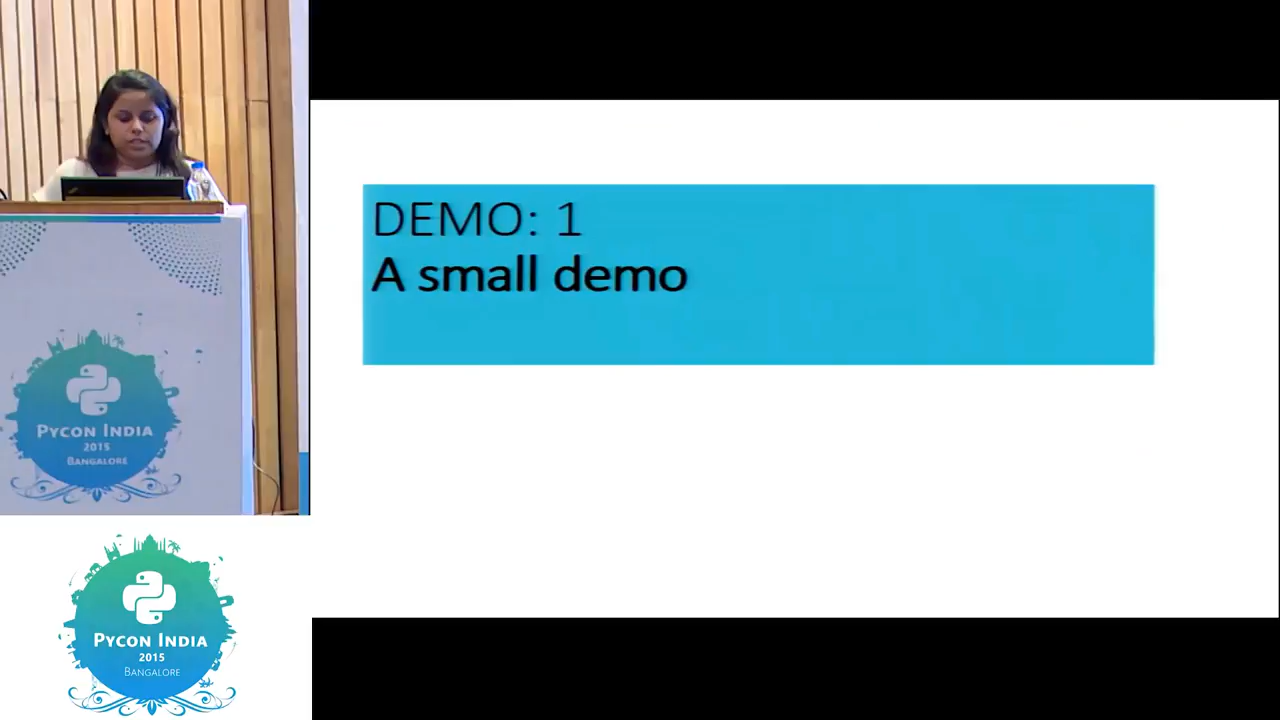 DEMO: 1
A small demo
PYCON INDIA
2015
BANGALORE
PYCON INDIA
2015
BANGALORE